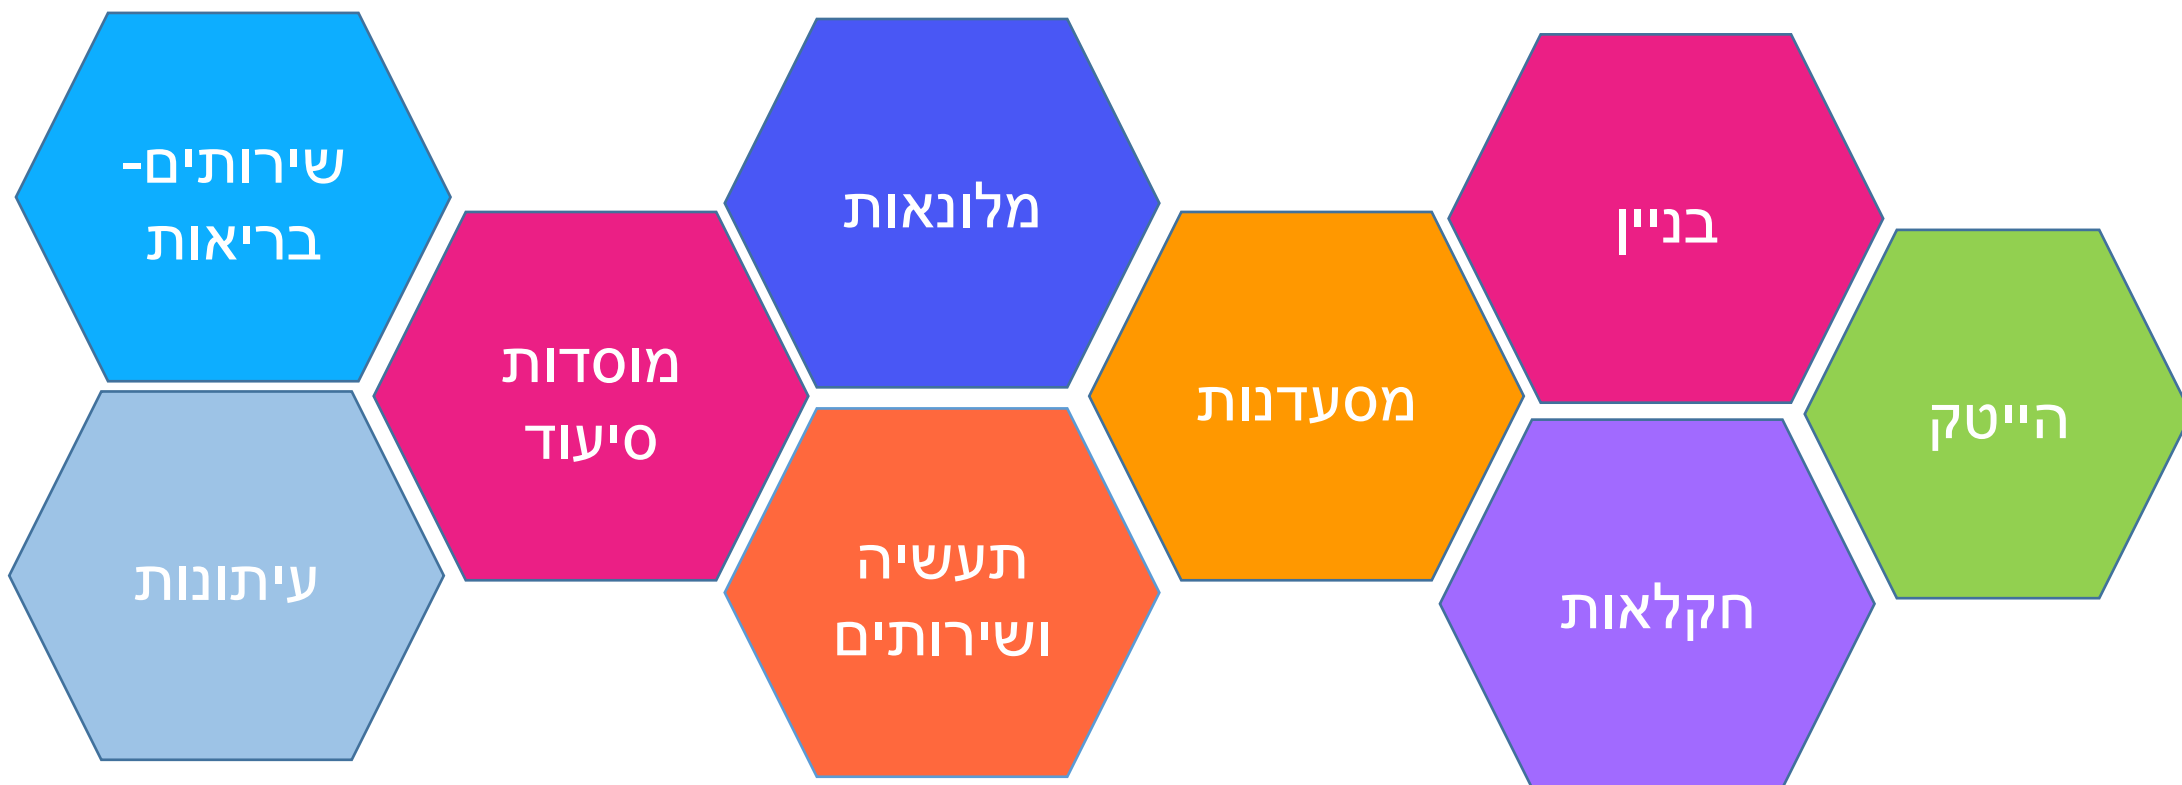 הייטק
בניין
חקלאות
מסעדנות
מלונאות
תעשיה
ושירותים
מוסדות
סיעוד
שירותים-
בריאות
עיתונות